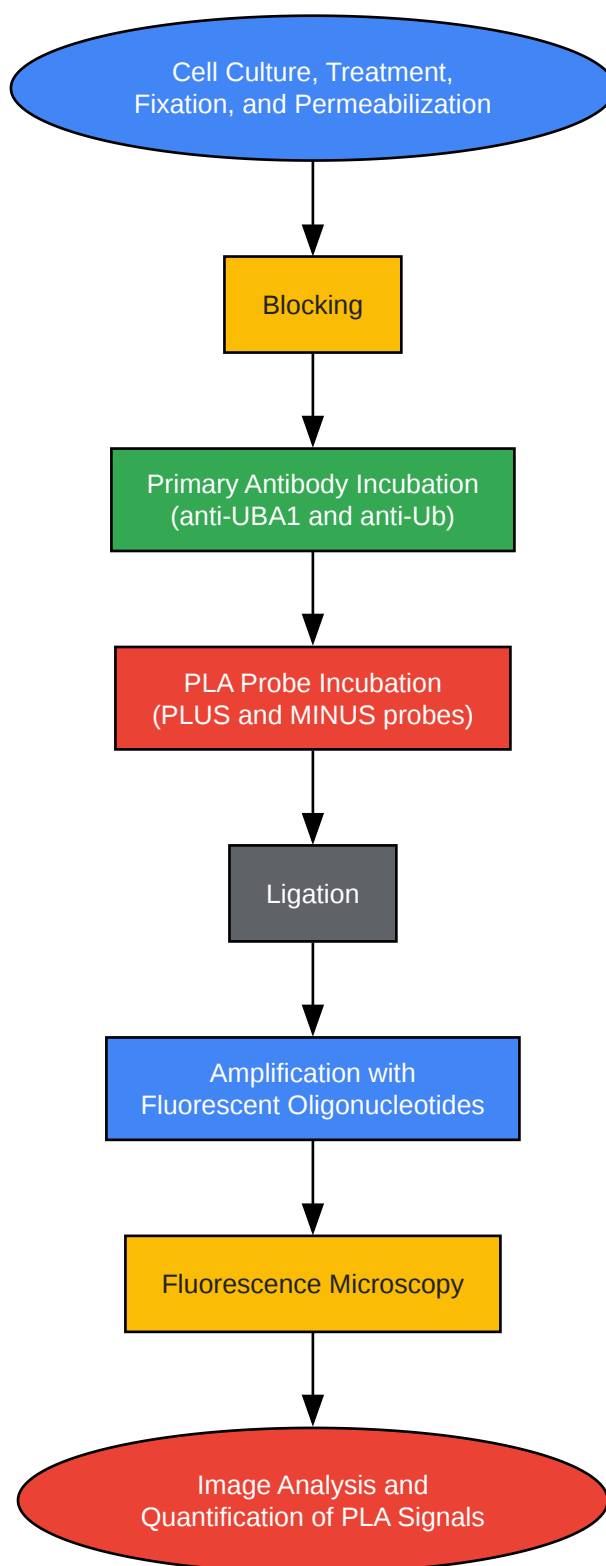 Cell Culture, Treatment,
Fixation, and Permeabilization
Blocking
Primary Antibody Incubation
(anti-UBA1 and anti-Ub)
PLA Probe Incubation
(PLUS and MINUS probes)
Ligation
Amplification with
Fluorescent Oligonucleotides
Fluorescence Microscopy
Image Analysis and
Quantification of PLA Signals